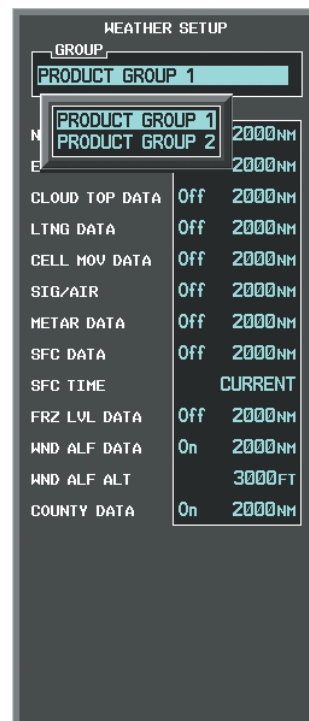 WEATHER SETUP
GROUP
PRODUCT GROUP 1
PRODUCT GROUP 1
PRODUCT GROUP 2
N 2000NM
E 2000NM
CLOUD TOP DATA Off 2000NM
LTNG DATA Off 2000NM
CELL MOV DATA Off 2000NM
SIG/AIR Off 2000NM
METAR DATA Off 2000NM
SFC DATA Off 2000NM
SFC TIME CURRENT
FRZ LVL DATA Off 2000NM
WND ALF DATA On 2000NM
WND ALF ALT 3000FT
COUNTY DATA On 2000NM